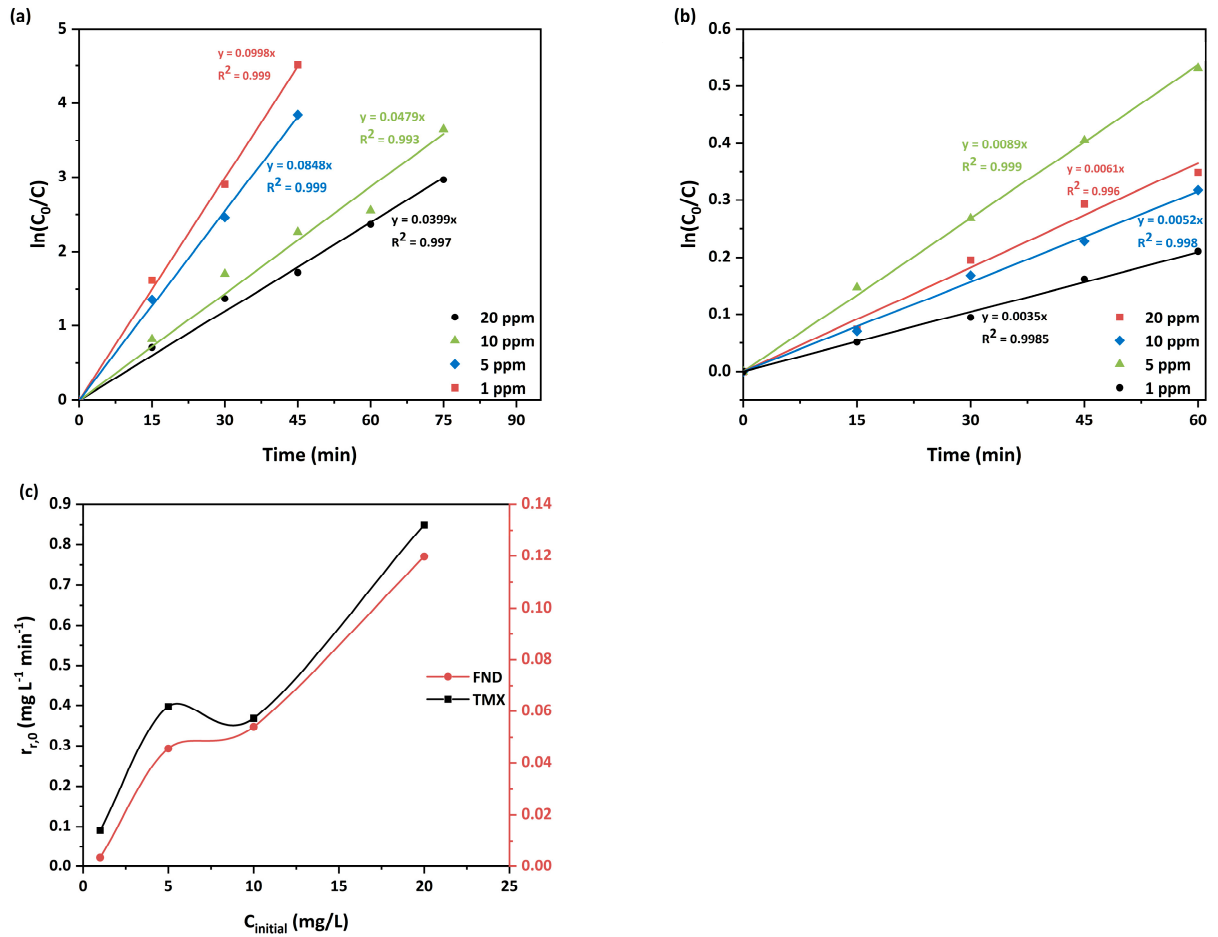 (a)
5
4
3
2
1
0
ln(C0/C)
y = 0.0998x
R2 = 0.999
y = 0.0848x
R2 = 0.999
y = 0.0479x
R2 = 0.993
y = 0.0399x
R2 = 0.997
20 ppm
10 ppm
5 ppm
1 ppm
0 15 30 45 60 75 90
Time (min)
(b)
0.6
0.5
0.4
0.3
0.2
0.1
0.0
ln(C0/C)
y = 0.0089x
R2 = 0.999
y = 0.0061x
R2 = 0.996
y = 0.0052x
R2 = 0.998
y = 0.0035x
R2 = 0.9985
20 ppm
10 ppm
5 ppm
1 ppm
0 15 30 45 60
Time (min)
(c)
0.9
0.8
0.7
0.6
0.5
0.4
0.3
0.2
0.1
0.0
rr,0 (mg L-1 min-1)
0.14
0.12
0.10
0.08
0.06
0.04
0.02
0.00
FND
TMX
0 5 10 15 20 25
Cinitial (mg/L)